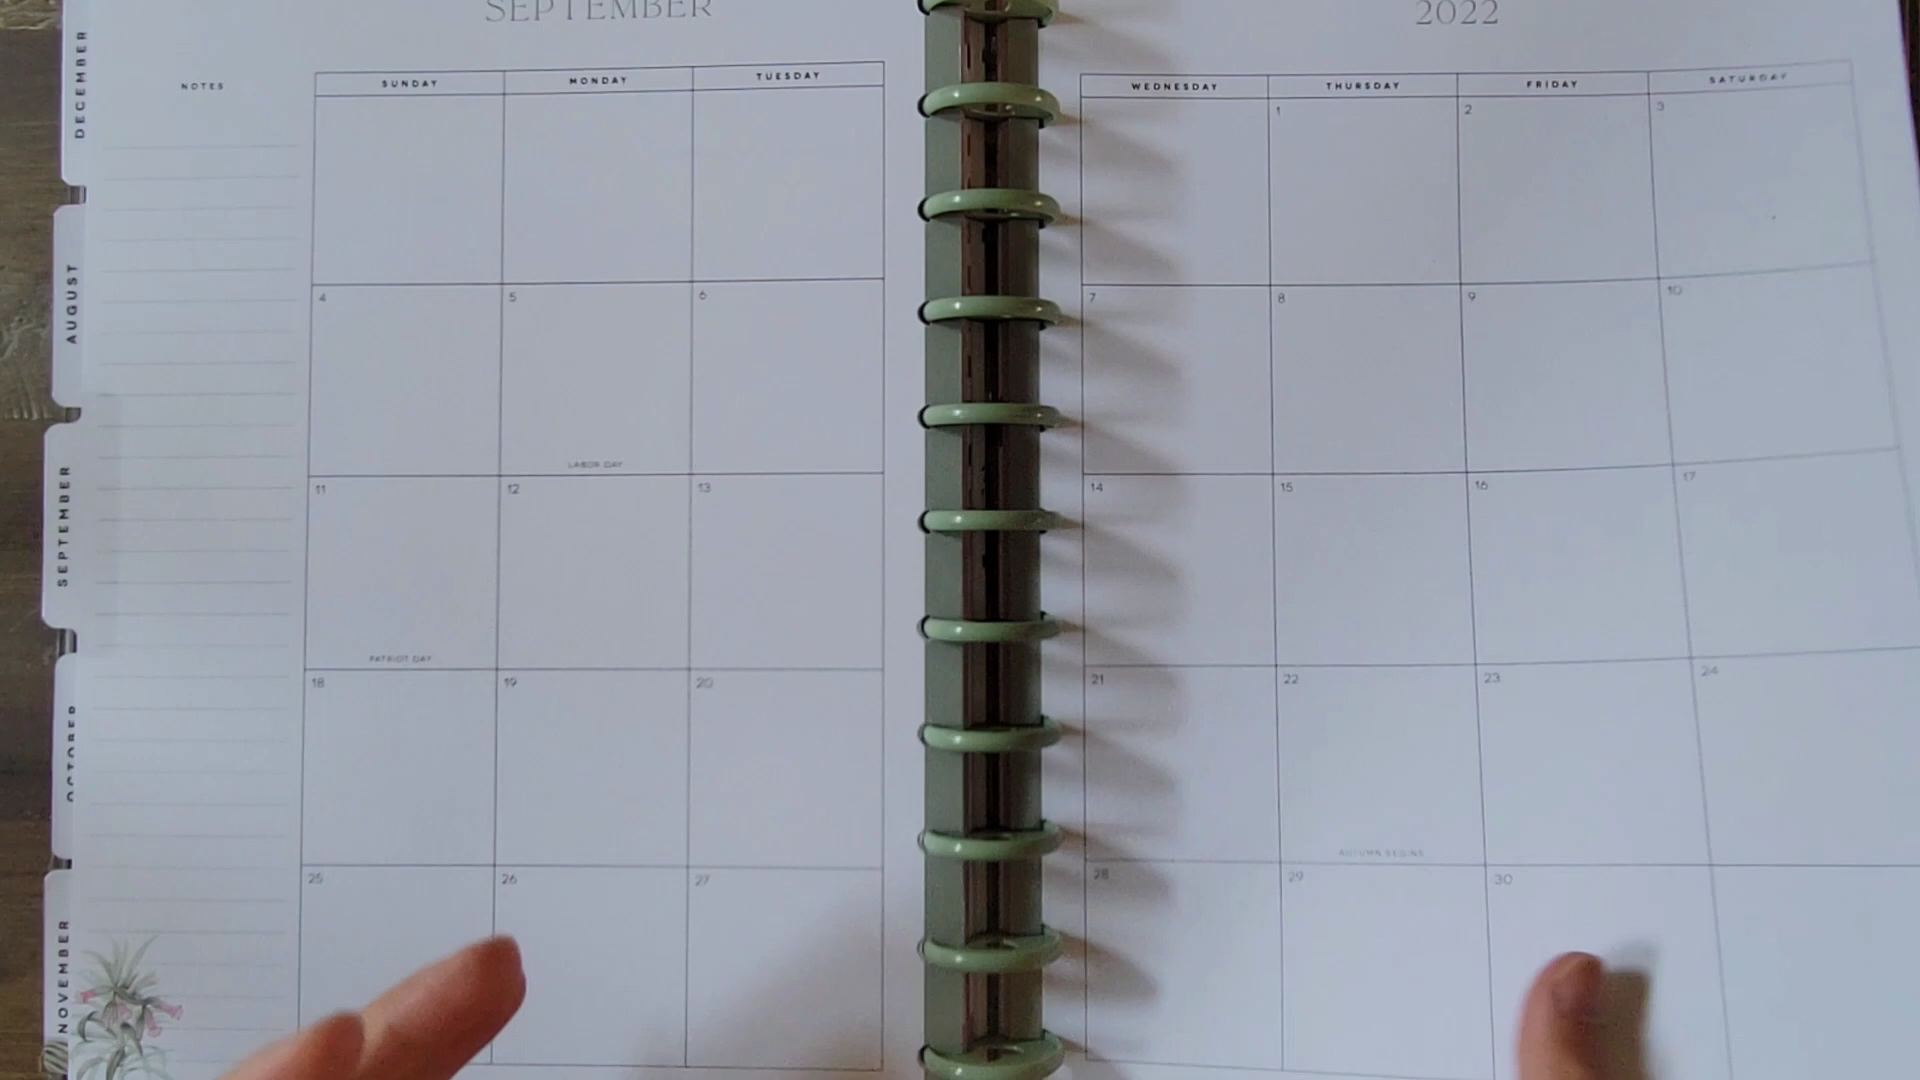 SEPTEMBER
2022
NOTES
SUNDAY MONDAY TUESDAY WEDNESDAY THURSDAY FRIDAY SATURDAY
1 2 3
4 5 6 7 8 9 10
LABOR DAY
11 12 13 14 15 16 17
PATRIOT DAY
18 19 20 21 22 23 24
AUTUMN BEGINS
25 26 27 28 29 30
DECEMBER
AUGUST
SEPTEMBER
OCTOBER
NOVEMBER